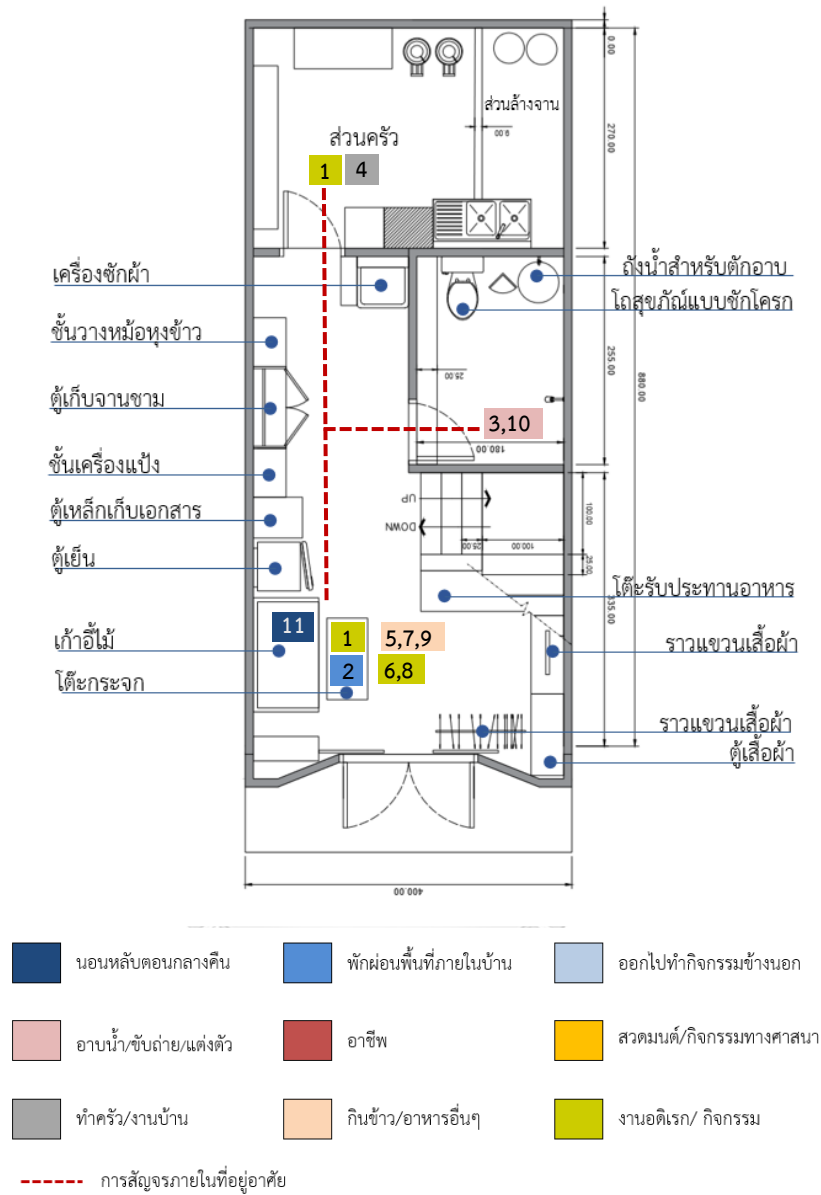 0.00
ส่วนล้างจาน
9.00
270.00
ส่วนครัว
1
4
เครื่องซักผ้า
ถังน้ำสำหรับตักอาบ
โถสุขภัณ์แบบชักโครก
ชั้นวางหม้อหุงข้าว
255.00
25.00
880.00
ตู้เก็บจานชาม
3,10
180.00
ชั้นเครื่องแป้ง
UP
ตู้เหล็กเก็บเอกสาร
100.00
DOWN
25.00
100.00
ตู้เย็น
25.00
โต๊ะรับประทานอาหาร
335.00
11
1
5,7,9
เก้าอี้ไม้
ราวแขวนเสื้อผ้า
2
6,8
โต๊ะกระจก
ราวแขวนเสื้อผ้า
ตู้เสื้อผ้า
400.00
นอนหลับตอนกลางคืน
พักผ่อนพื้นที่ภายในบ้าน
ออกไปทำกิจกรรมข้างนอก
อาบน้ำ/ขับถ่าย/แต่งตัว
อาชีพ
สวดมนต์/กิจกรรมทางศาสนา
ทำครัว/งานบ้าน
กินข้าว/อาหารอื่นๆ
งานอดิเรก/ กิจกรรม
การสัญจรภายในที่อยู่อาศัย